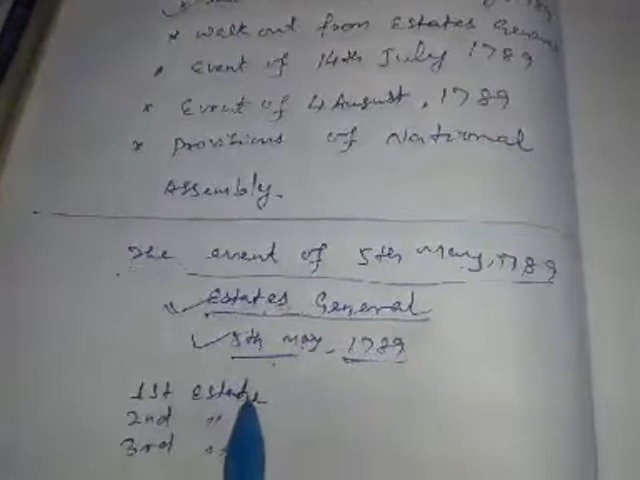 * walk out from Estates General
* Event of 14th July 1789
* Event of 4 August, 1789
* Provisions of National
Assembly.
The event of 5th May, 1789
Estates General
5th May, 1789
1st Estate
2nd "
3rd "